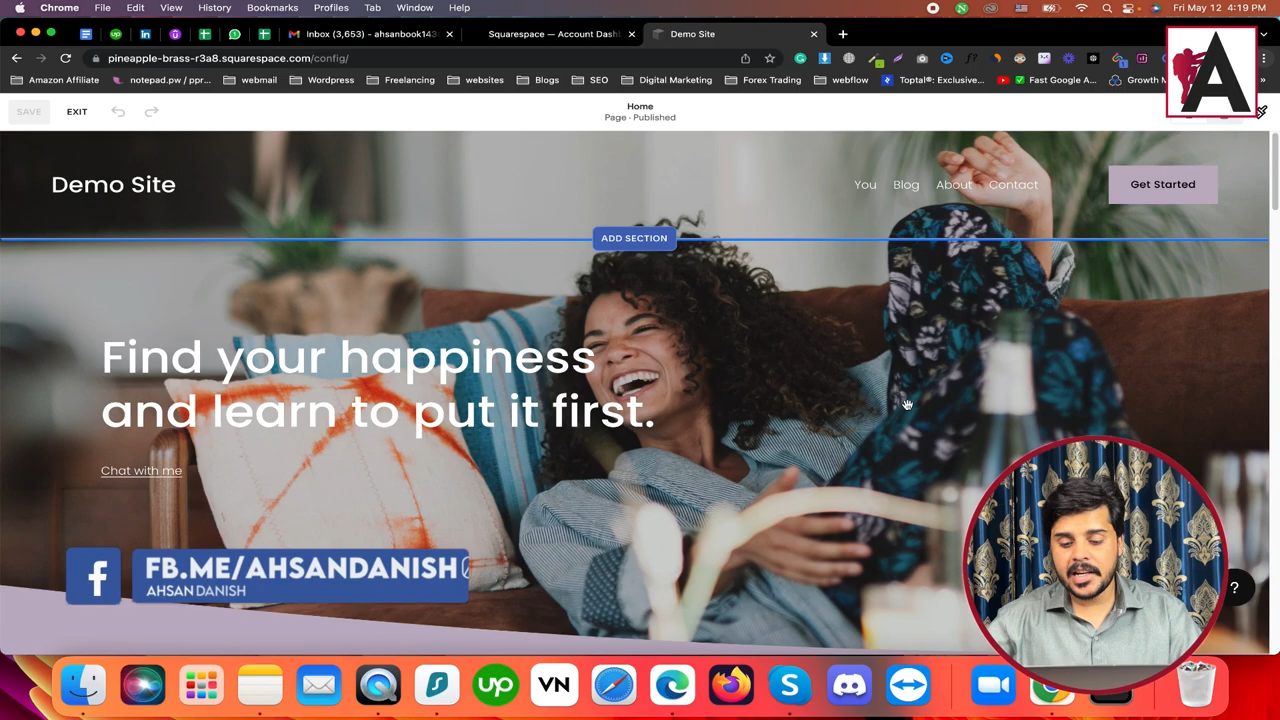 Chrome File Edit View History Bookmarks Profiles Tab Window Help Fri May 12 4:19 PM
Inbox (3,653) - ahsanbook143 Squarespace — Account Dash Demo Site
pineapple-brass-r3a8.squarespace.com/config/
Amazon Affiliate notepad.pw / ppr... webmail Wordpress Freelancing websites Blogs SEO Digital Marketing Forex Trading webflow Toptal®: Exclusive... Fast Google A... Growth M
A
SAVE EXIT Home
Page · Published
Demo Site You Blog About Contact Get Started
ADD SECTION
Find your happiness
and learn to put it first.
Chat with me
f FB.ME/AHSANDANISH
AHSAN DANISH
?
up VN S